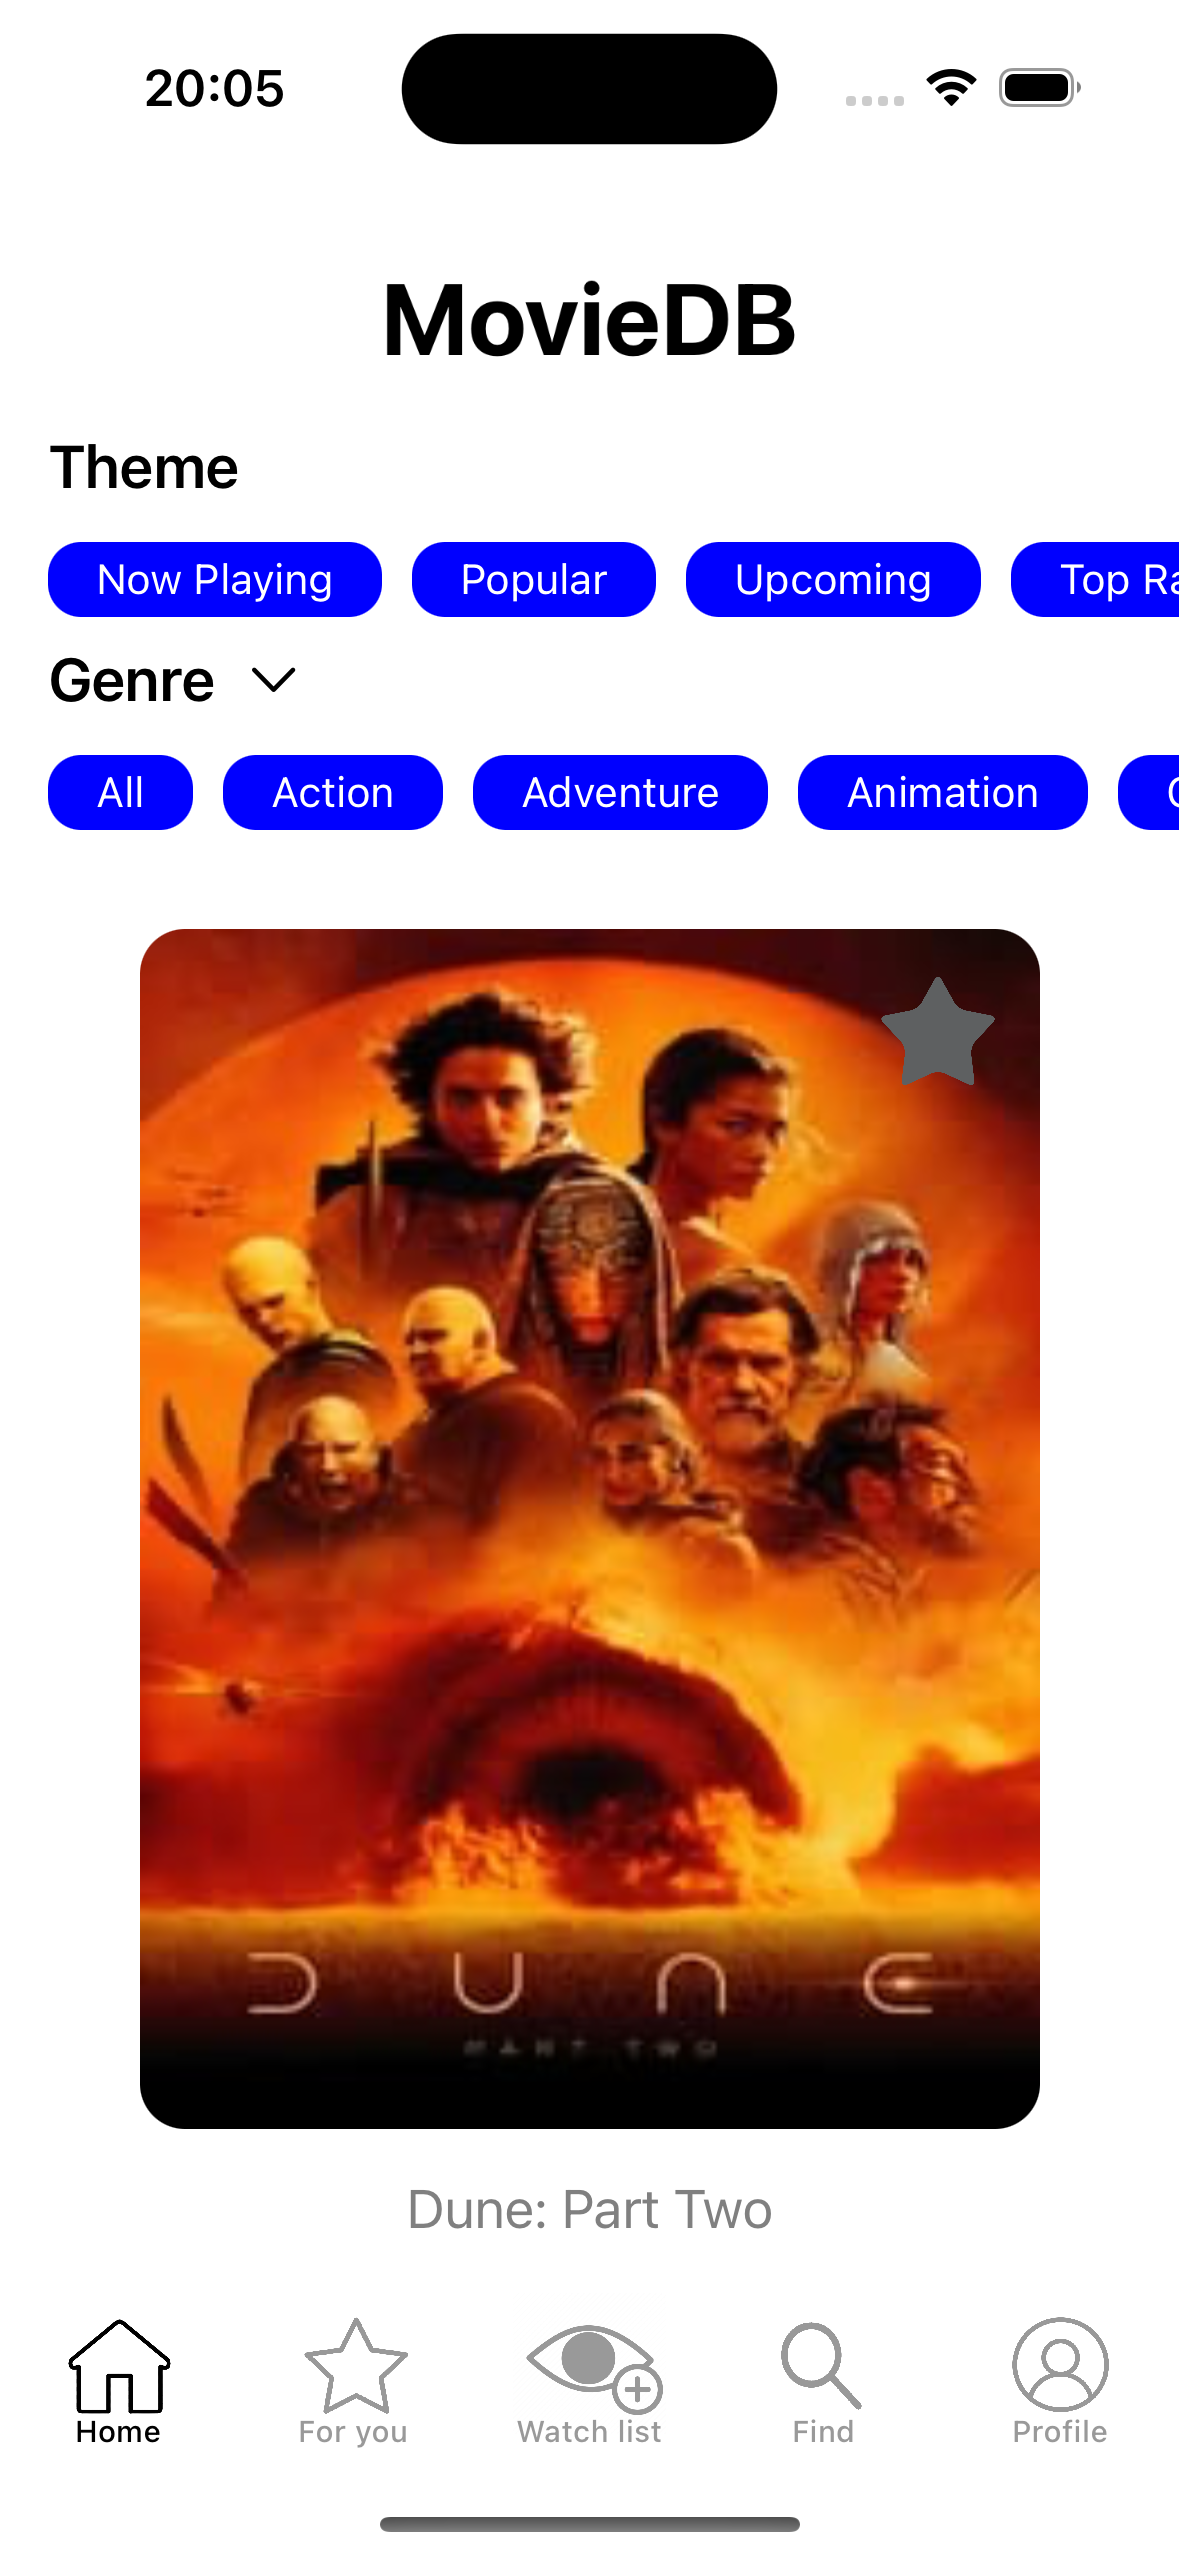 20:05
MovieDB
Theme
Now Playing Popular Upcoming Top Ra
Genre
All Action Adventure Animation C
DUNE
PART TWO
Dune: Part Two
Home For you Watch list Find Profile